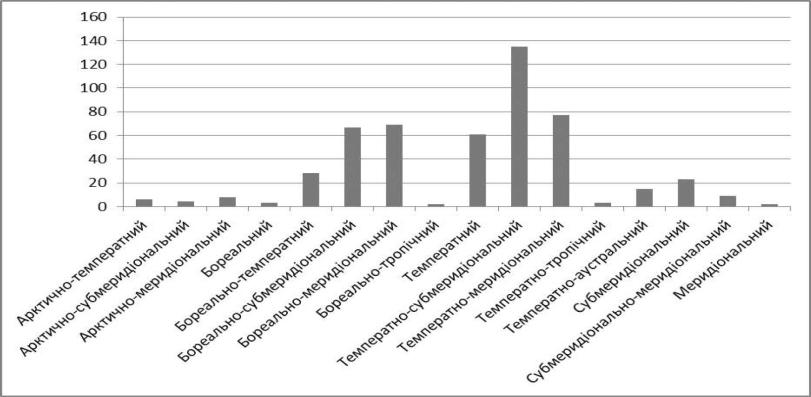 160
140
120
100
80
60
40
20
0
Арктично-температний
Арктично-субмеридіональний
Арктично-меридіональний
Бореальний
Бореально-температний
Бореально-субмеридіональний
Бореально-меридіональний
Бореально-тропічний
Температний
Температно-субмеридіональний
Температно-меридіональний
Температно-тропічний
Температно-аустральний
Субмеридіональний
Субмеридіонально-меридіональний
Меридіональний